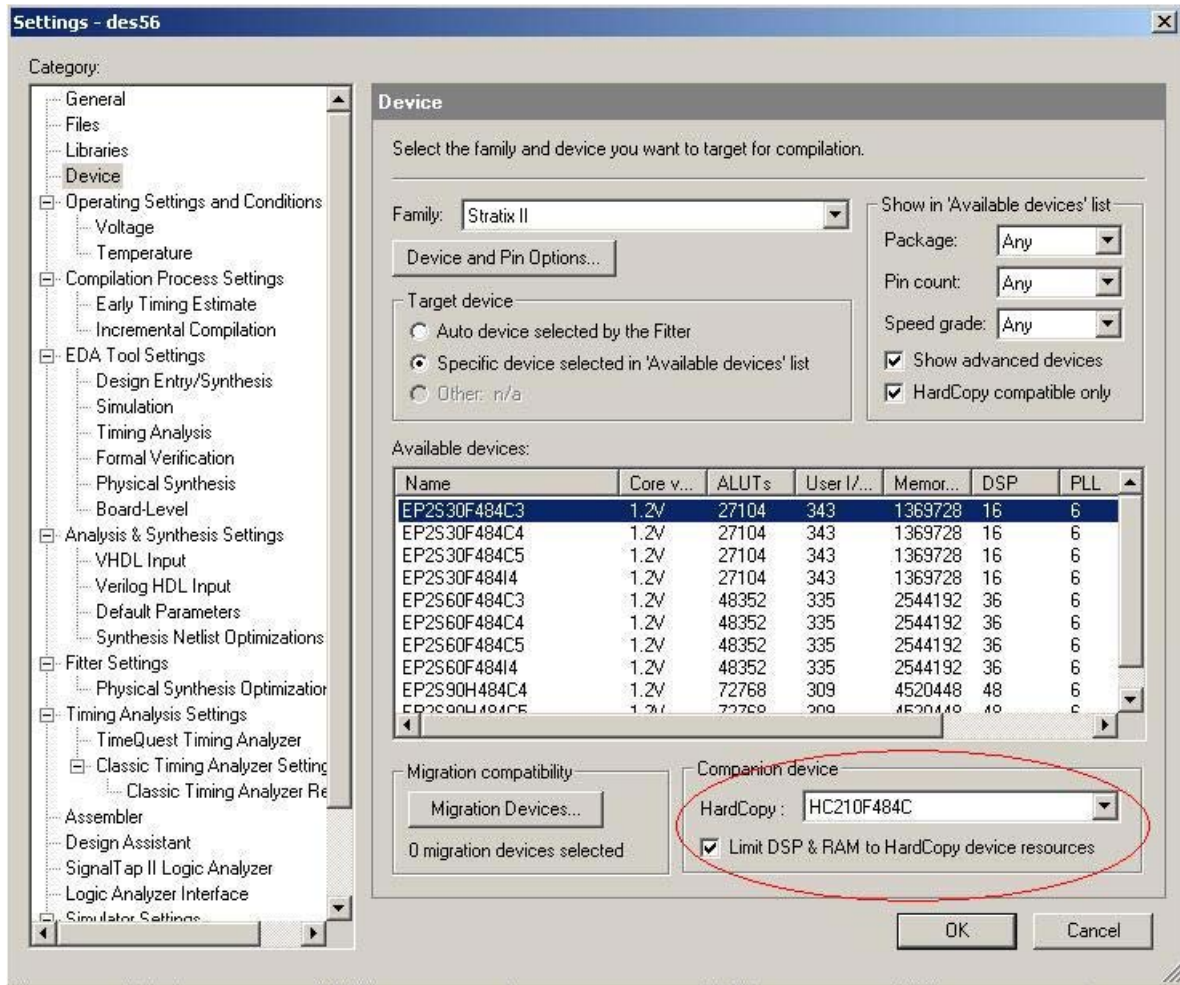 Settings - des56
Category:
General
Files
Libraries
Device
Operating Settings and Conditions
Voltage
Temperature
Compilation Process Settings
Early Timing Estimate
Incremental Compilation
EDA Tool Settings
Design Entry/Synthesis
Simulation
Timing Analysis
Formal Verification
Physical Synthesis
Board-Level
Analysis & Synthesis Settings
VHDL Input
Verilog HDL Input
Default Parameters
Synthesis Netlist Optimizations
Fitter Settings
Physical Synthesis Optimization
Timing Analysis Settings
TimeQuest Timing Analyzer
Classic Timing Analyzer Setting
Classic Timing Analyzer Re
Assembler
Design Assistant
SignalTap II Logic Analyzer
Logic Analyzer Interface
Simulator Settings
Device
Select the family and device you want to target for compilation.
Family: Stratix II
Device and Pin Options...
Target device
Auto device selected by the Fitter
Specific device selected in 'Available devices' list
Other: n/a
Show in 'Available devices' list
Package: Any
Pin count: Any
Speed grade: Any
Show advanced devices
HardCopy compatible only
Available devices:
Name Core v... ALUTs User I/... Memor... DSP PLL
EP2S30F484C3 1.2V 27104 343 1369728 16 6
EP2S30F484C4 1.2V 27104 343 1369728 16 6
EP2S30F484C5 1.2V 27104 343 1369728 16 6
EP2S30F484I4 1.2V 27104 343 1369728 16 6
EP2S60F484C3 1.2V 48352 335 2544192 36 6
EP2S60F484C4 1.2V 48352 335 2544192 36 6
EP2S60F484C5 1.2V 48352 335 2544192 36 6
EP2S60F484I4 1.2V 48352 335 2544192 36 6
EP2S90H484C4 1.2V 72768 309 4520448 48 6
EP2S90H484C5 1.2V 72768 309 4520448 48 6
Migration compatibility
Migration Devices...
0 migration devices selected
Companion device
HardCopy : HC210F484C
Limit DSP & RAM to HardCopy device resources
OK
Cancel